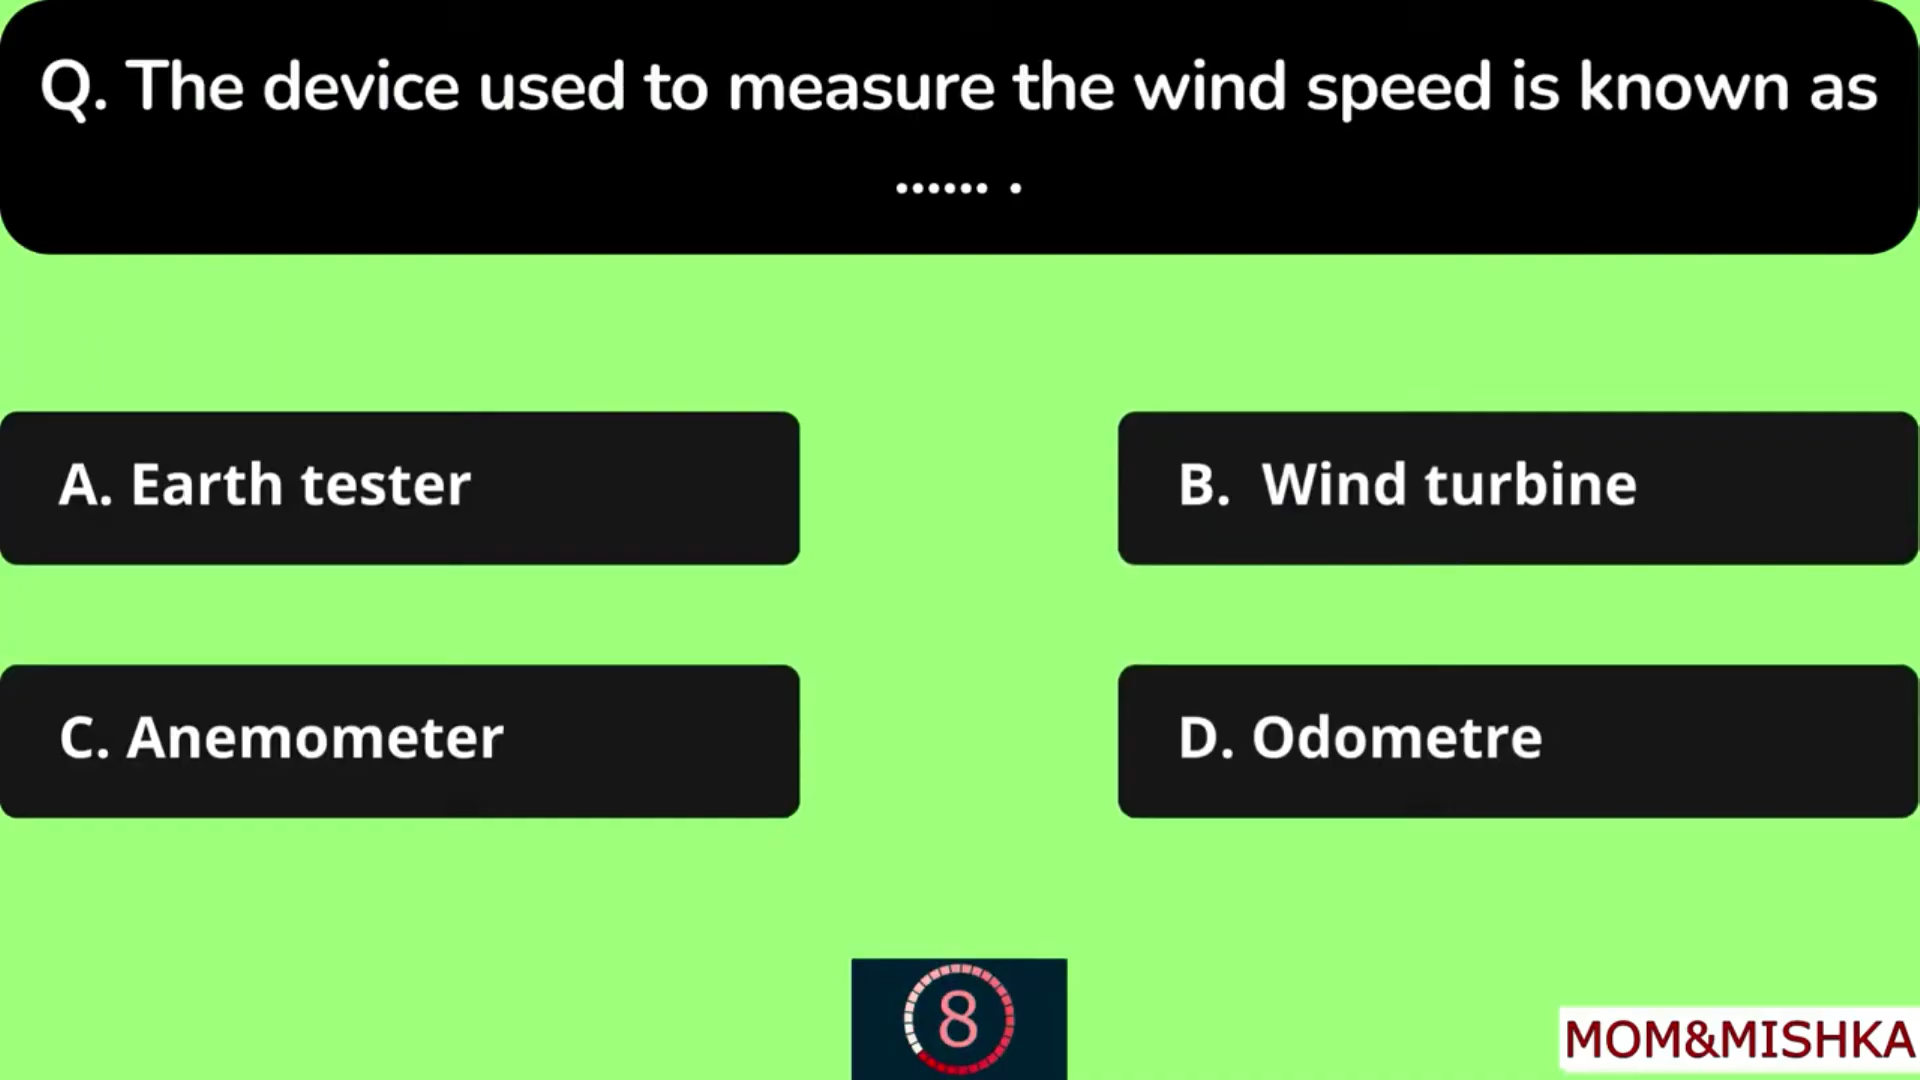 Q. The device used to measure the wind speed is known as
...... .
A. Earth tester
B. Wind turbine
C. Anemometer
D. Odometre
8
MOM&MISHKA